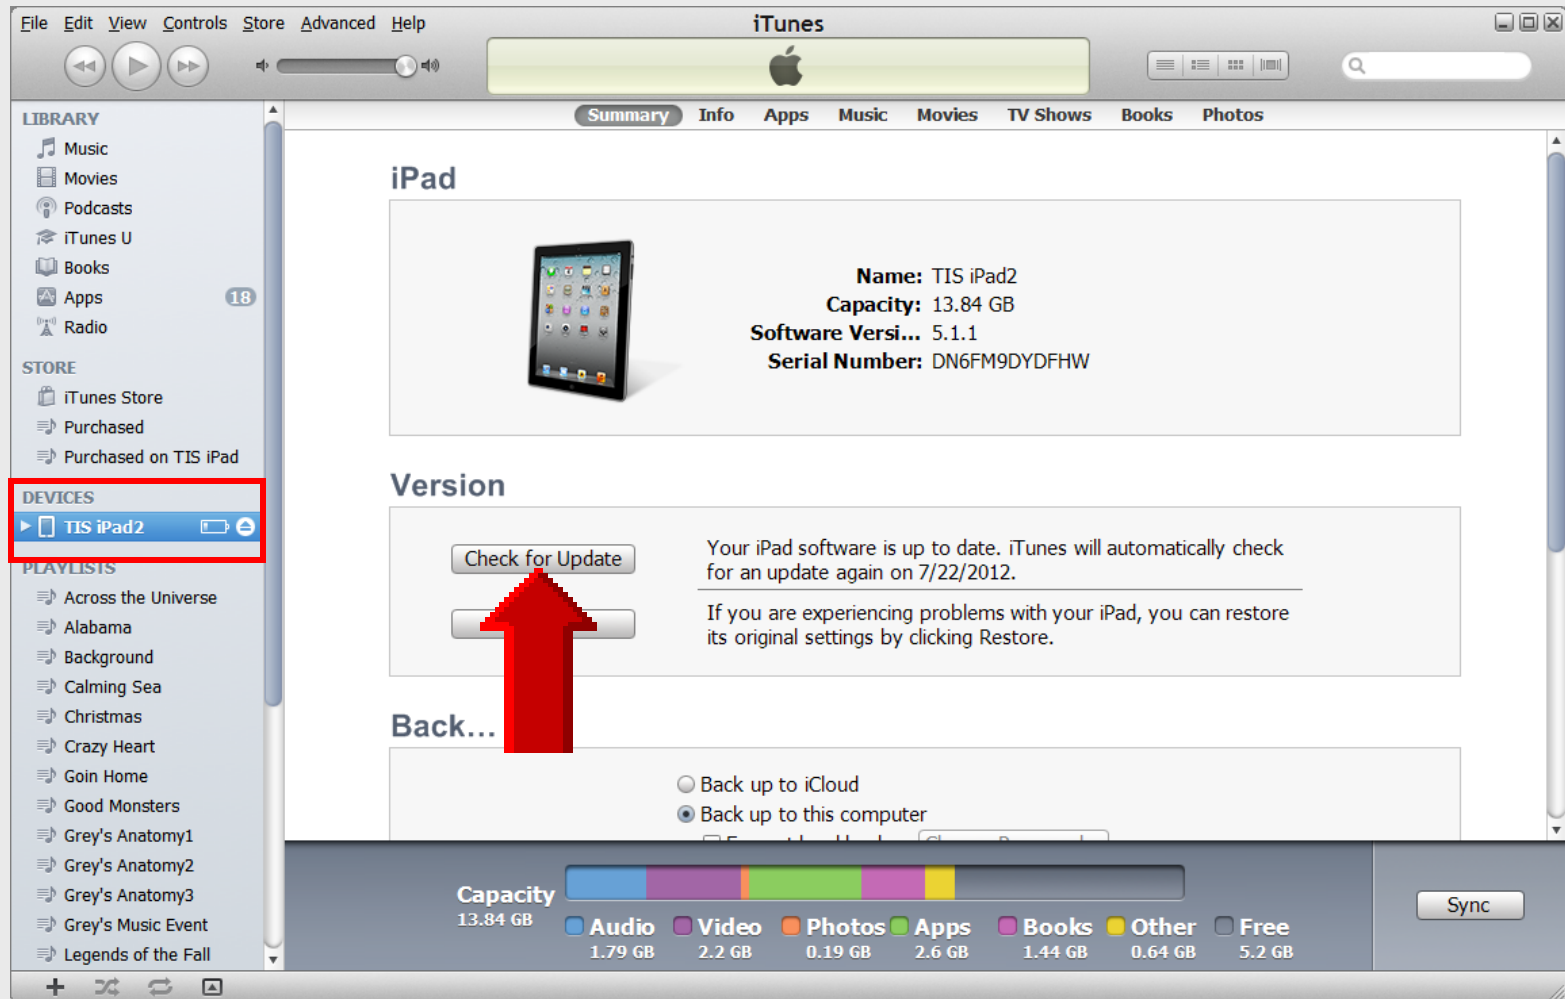 File Edit View Controls Store Advanced Help
iTunes
Summary Info Apps Music Movies TV Shows Books Photos
LIBRARY
Music
Movies
Podcasts
iTunes U
Books
Apps 18
Radio
STORE
iTunes Store
Purchased
Purchased on TIS iPad
DEVICES
TIS iPad2
PLAYLISTS
Across the Universe
Alabama
Background
Calming Sea
Christmas
Crazy Heart
Goin Home
Good Monsters
Grey's Anatomy1
Grey's Anatomy2
Grey's Anatomy3
Grey's Music Event
Legends of the Fall
iPad
Name: TIS iPad2
Capacity: 13.84 GB
Software Versi... 5.1.1
Serial Number: DN6FM9DYDFHW
Version
Check for Update
Your iPad software is up to date. iTunes will automatically check
for an update again on 7/22/2012.
If you are experiencing problems with your iPad, you can restore
its original settings by clicking Restore.
Back...
Back up to iCloud
Back up to this computer
Capacity
13.84 GB
Audio Video Photos Apps Books Other Free
1.79 GB 2.2 GB 0.19 GB 2.6 GB 1.44 GB 0.64 GB 5.2 GB
Sync